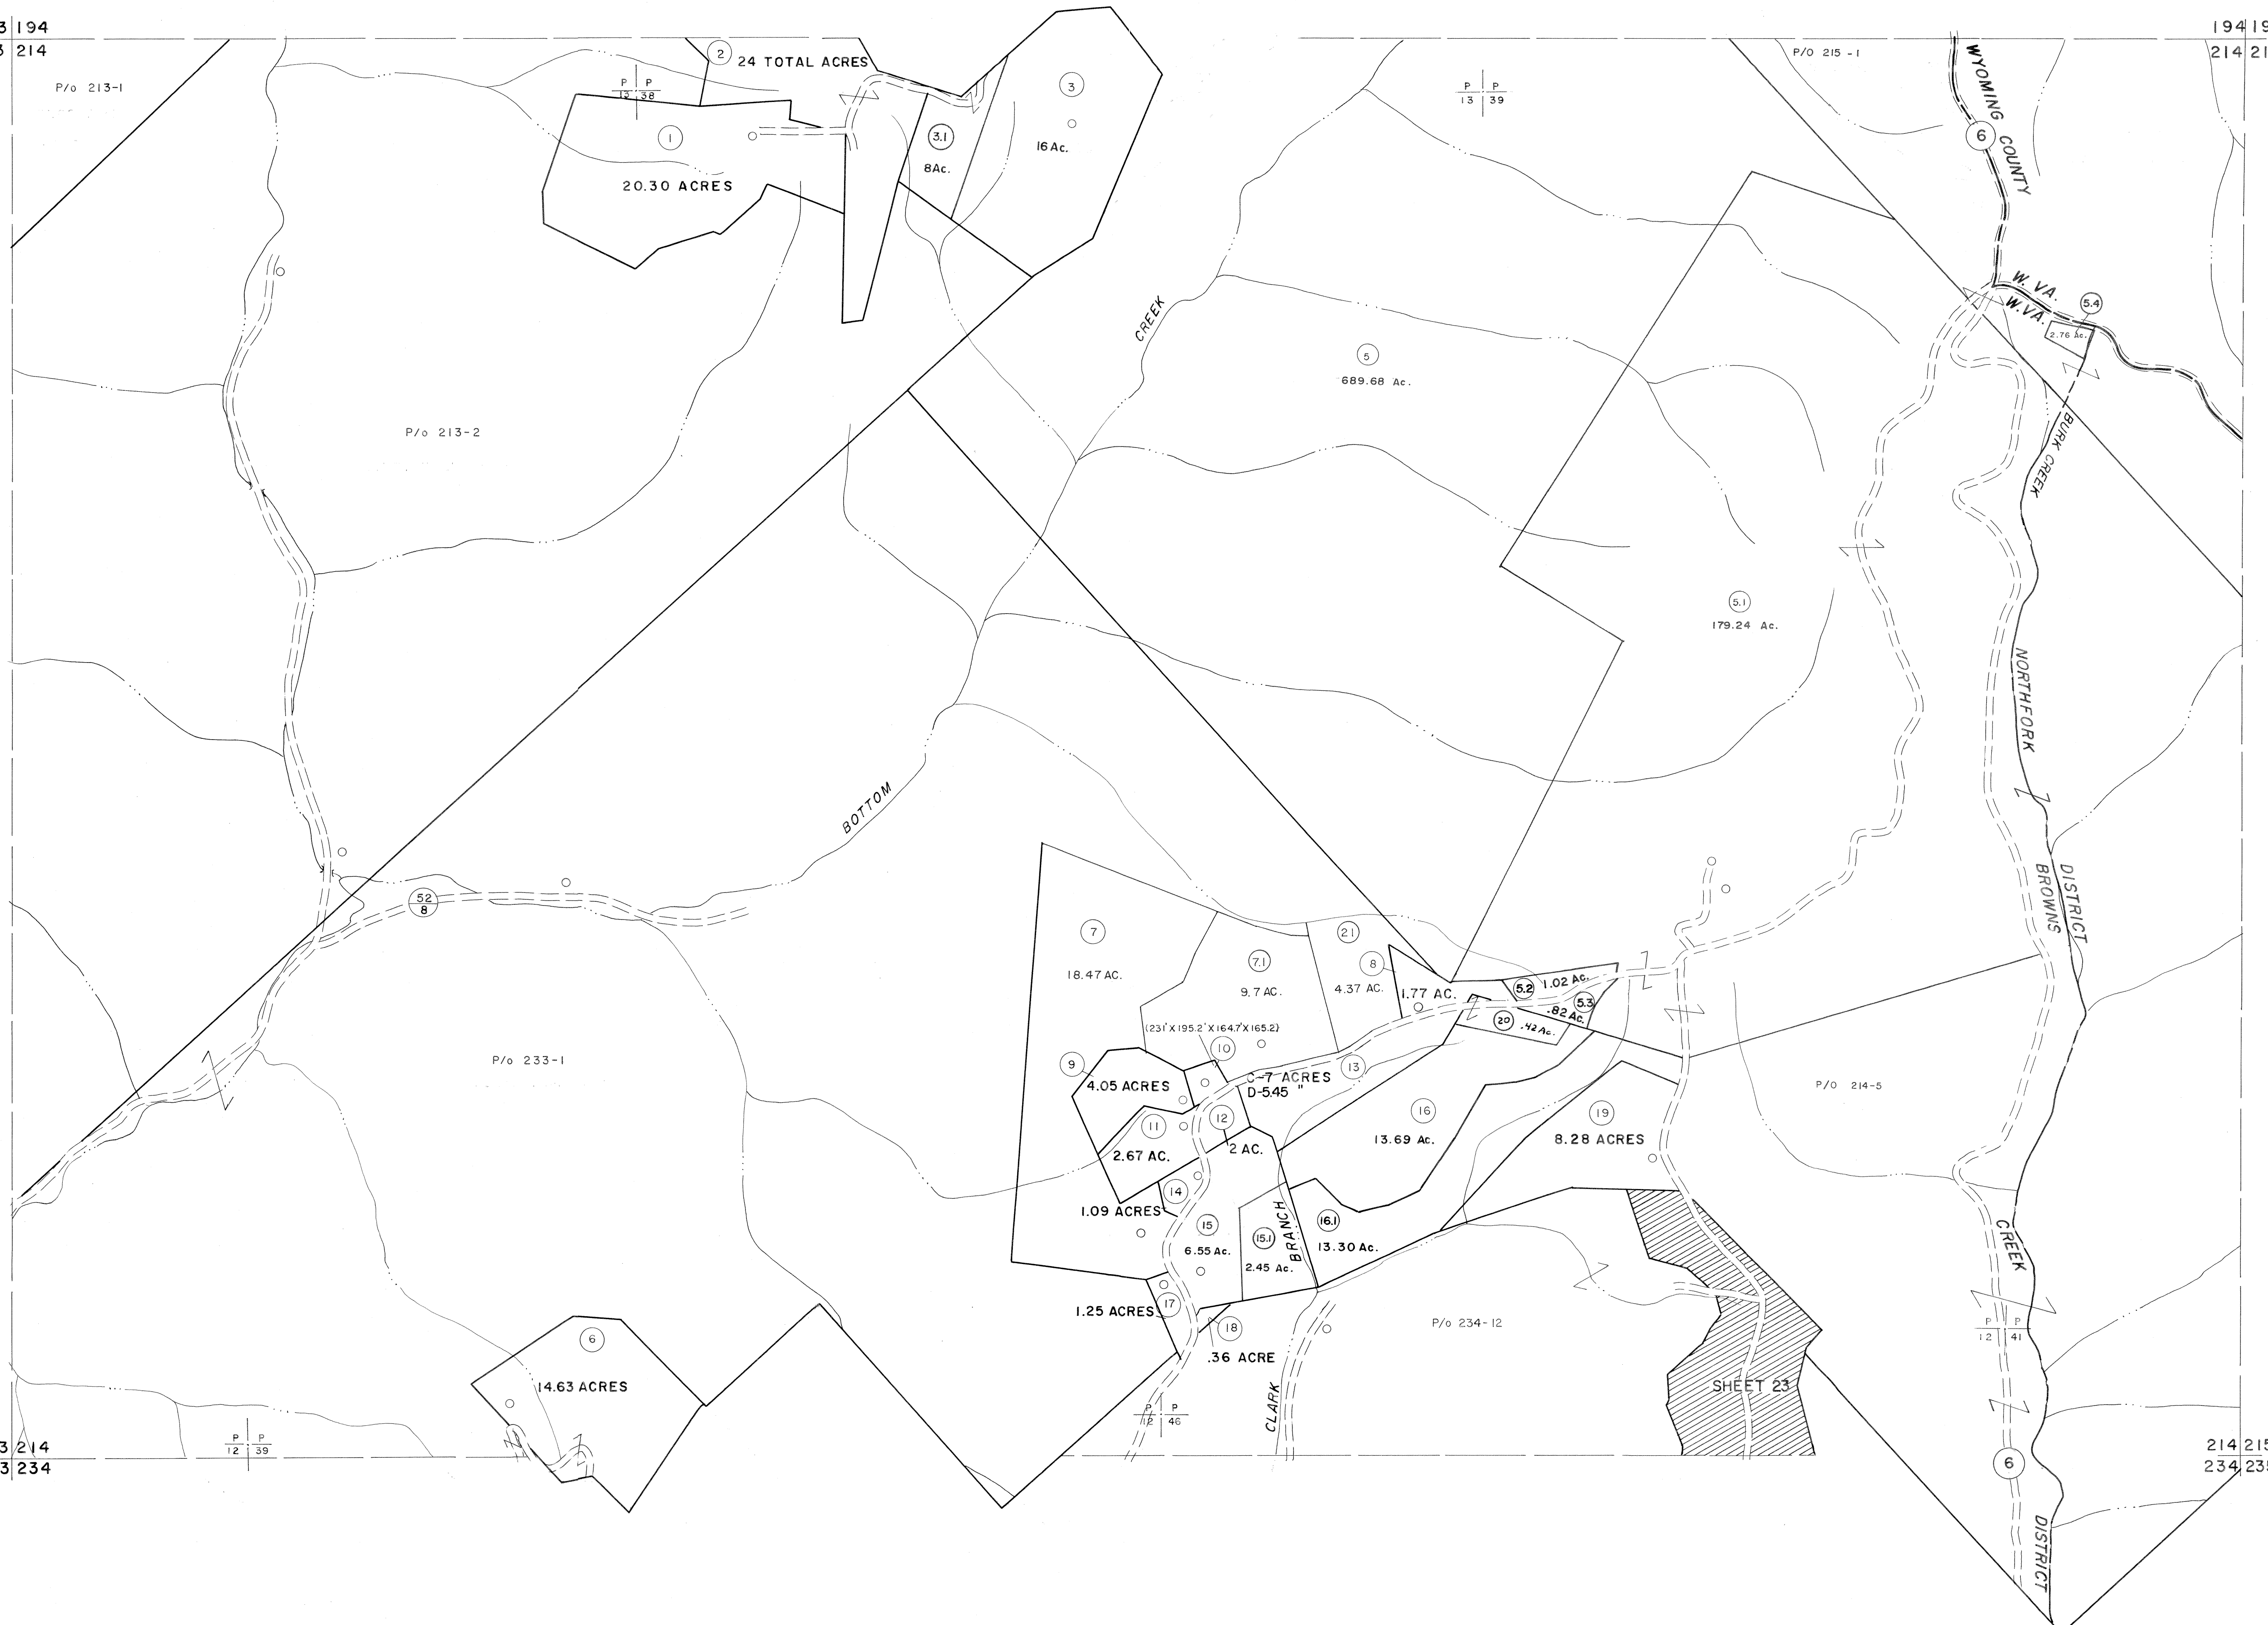 3 194
3 214
194 19
214 21
P/o 213-1
2
24 TOTAL ACRES
P P
13 38
1
20.30 ACRES
3.1
8Ac.
3
16 Ac.
P P
13 39
P/O 215-1
WYOMING COUNTY
6
W. VA.
W.VA.
5.4
2.76 Ac.
BURK CREEK
CREEK
5
689.68 Ac.
P/o 213-2
5.1
179.24 Ac.
NORTHFORK
BOTTOM
DISTRICT
BROWNS
52
8
7
18.47 AC.
7.1
9.7 AC.
21
4.37 AC.
8
1.77 AC.
5.2
1.02 Ac.
5.3
.82 Ac.
20
.42 Ac.
(231' X 195.2' X 164.7' X 165.2)
10
9
4.05 ACRES
C-7 ACRES
D-5.45 "
13
P/o 233-1
P/O 214-5
11
2.67 AC.
12
2 AC.
16
13.69 Ac.
19
8.28 ACRES
14
1.09 ACRES
15
6.55 Ac.
15.1
2.45 Ac.
BRANCH
16.1
13.30 Ac.
CREEK
17
1.25 ACRES
18
.36 ACRE
P/o 234-12
P P
12 41
6
14.63 ACRES
SHEET 23
CLARK
P P
12 46
P P
12 39
3 214
3 234
214 215
234 23
6
DISTRICT